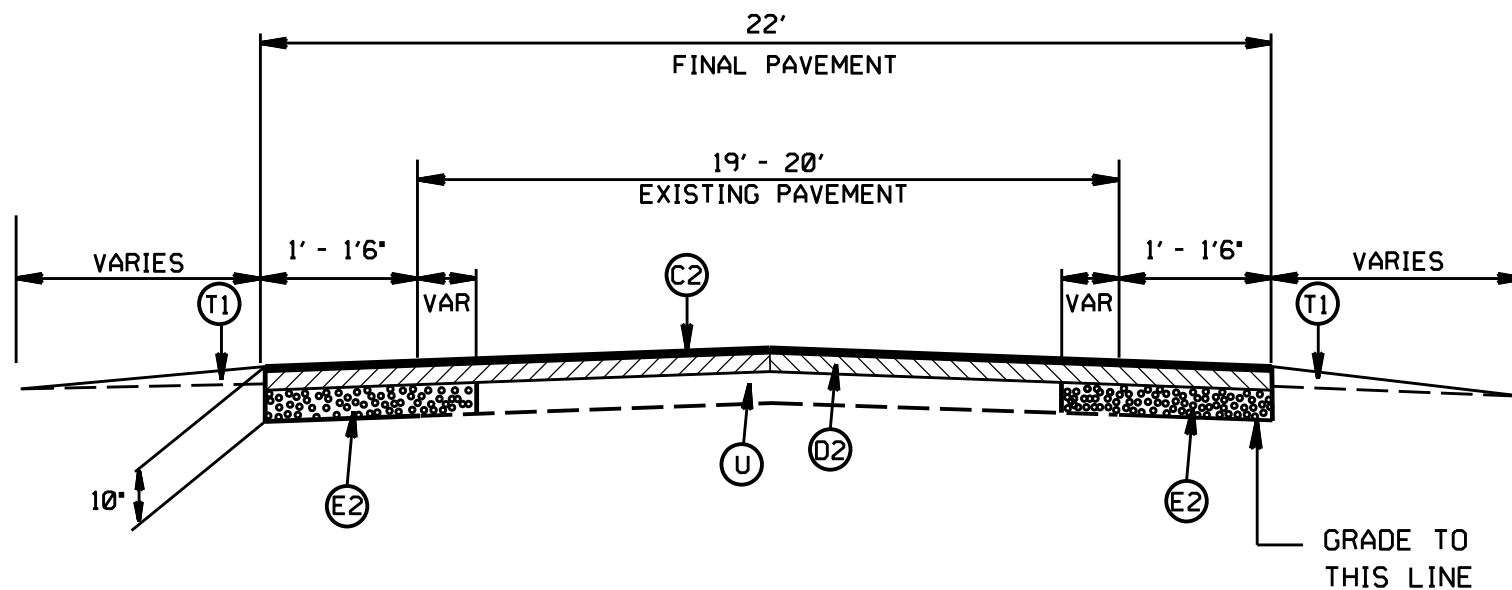 22'
FINAL PAVEMENT
19' - 20'
EXISTING PAVEMENT
VARIES
1' - 1'6"
1' - 1'6"
VARIES
T1
VAR
C2
VAR
T1
10"
E2
U
D2
E2
GRADE TO
THIS LINE